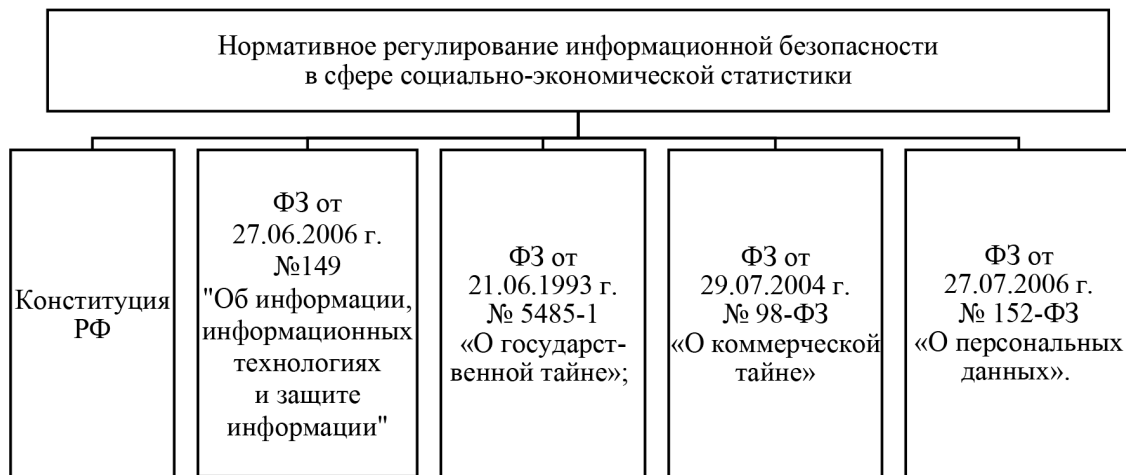 Нормативное регулирование информационной безопасности
в сфере социально-экономической статистики
Конституция
РФ
ФЗ от
27.06.2006 г.
№149
"Об информации,
информационных
технологиях
и защите
информации"
ФЗ от
21.06.1993 г.
№ 5485-1
«О государст-
венной тайне»;
ФЗ от
29.07.2004 г.
№ 98-ФЗ
«О коммерческой
тайне»
ФЗ от
27.07.2006 г.
№ 152-ФЗ
«О персональных
данных».